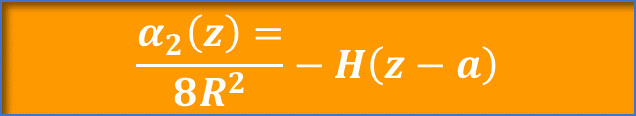 α₂(z) =
8R² − H(z − a)